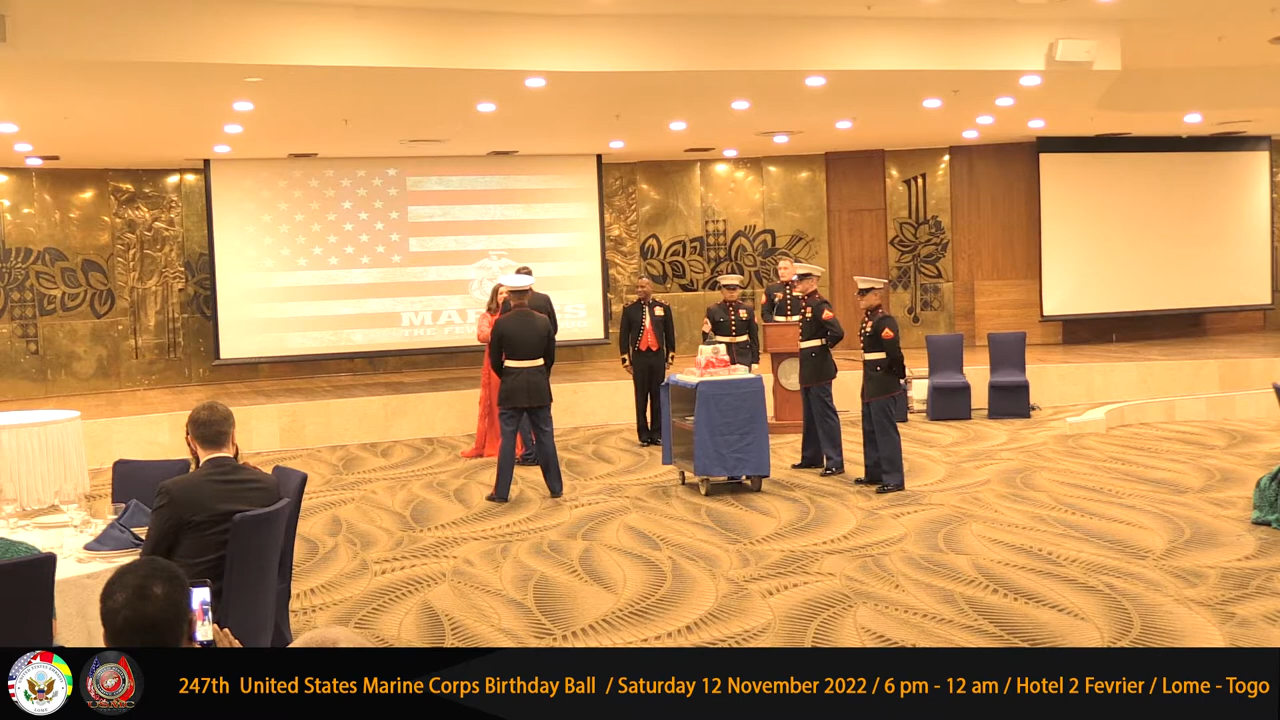 MARINES
THE FEW
247th United States Marine Corps Birthday Ball / Saturday 12 November 2022 / 6 pm - 12 am / Hotel 2 Fevrier / Lome - Togo
USMC